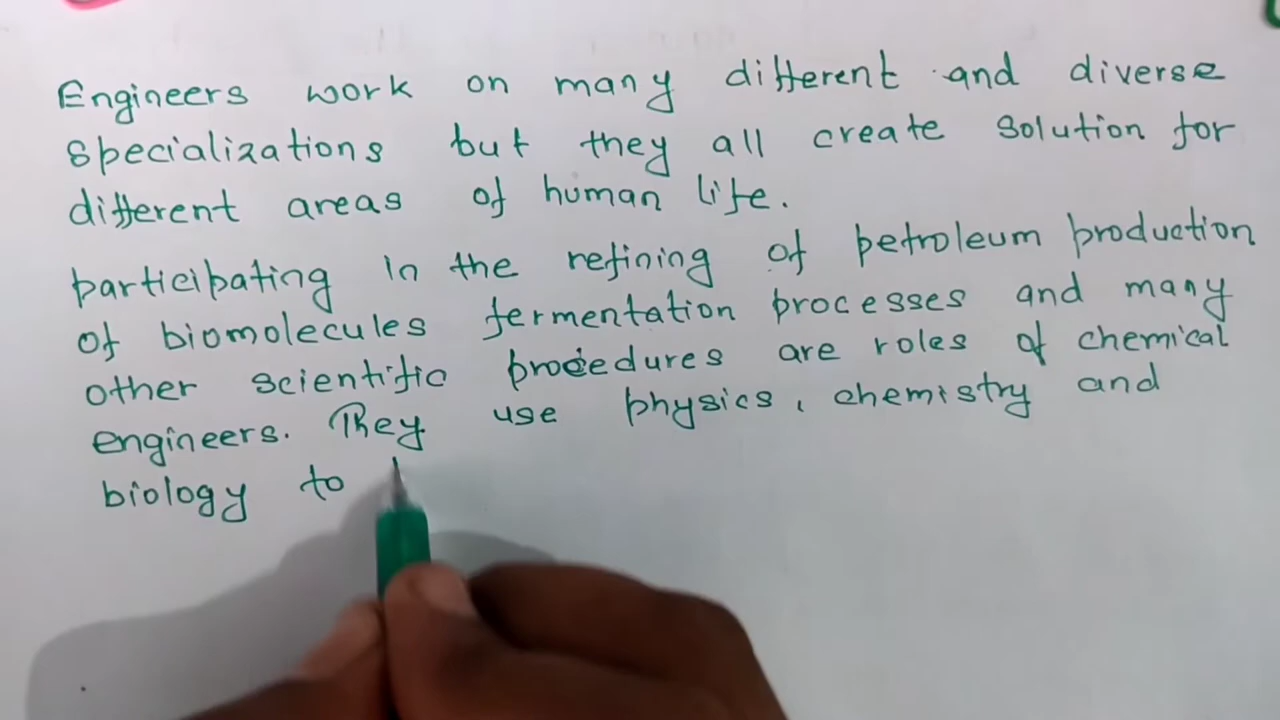 Engineers work on many different and diverse
specializations but they all create solution for
different areas of human life.
participating in the refining of petroleum production
of biomolecules fermentation processes and many
other scientific procedures are roles of chemical
engineers. They use physics, chemistry and
biology to